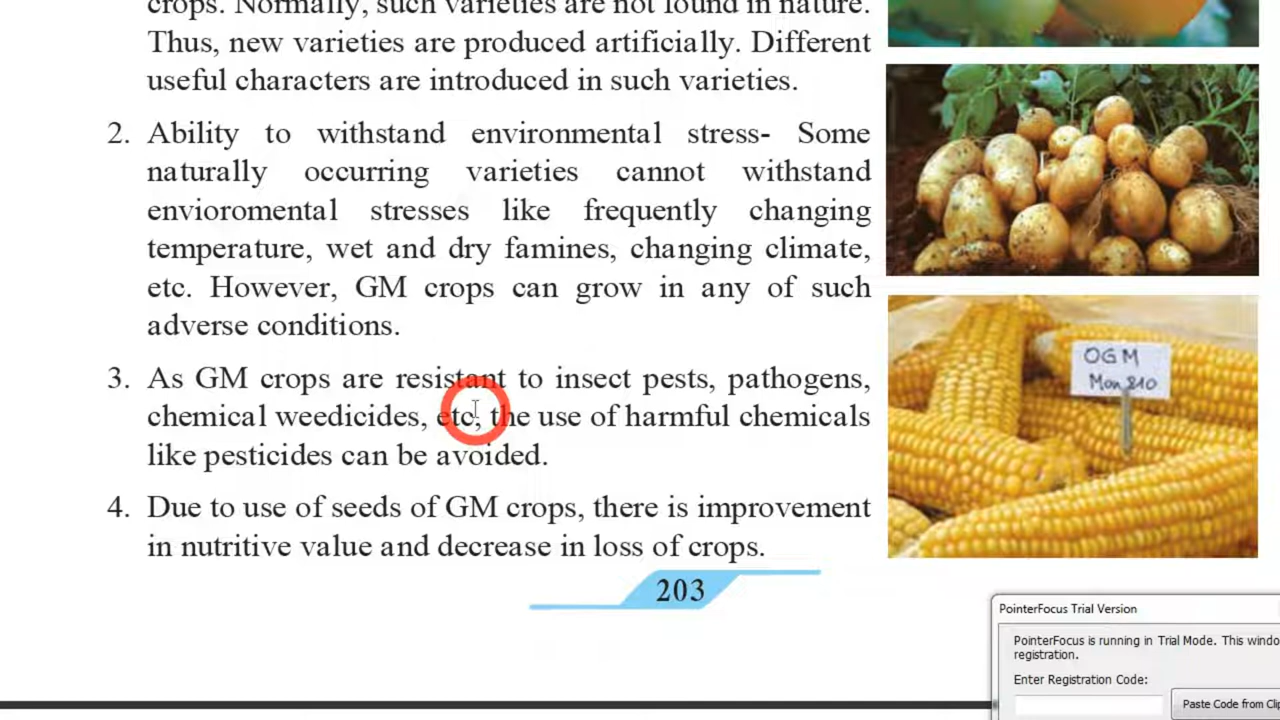 crops. Normally, such varieties are not found in nature.
Thus, new varieties are produced artificially. Different
useful characters are introduced in such varieties.
2. Ability to withstand environmental stress- Some
naturally occurring varieties cannot withstand
envioromental stresses like frequently changing
temperature, wet and dry famines, changing climate,
etc. However, GM crops can grow in any of such
adverse conditions.
3. As GM crops are resistant to insect pests, pathogens,
chemical weedicides, etc, the use of harmful chemicals
like pesticides can be avoided.
4. Due to use of seeds of GM crops, there is improvement
in nutritive value and decrease in loss of crops.
203
OGM
Mon 810
PointerFocus Trial Version
PointerFocus is running in Trial Mode. This windo
registration.
Enter Registration Code:
Paste Code from Clip